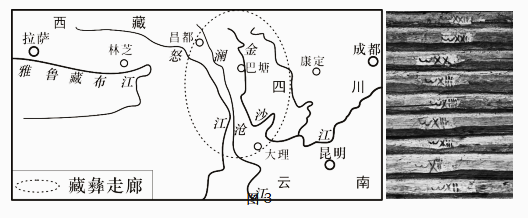 西 藏
昌都
拉萨
林芝
怒
澜
金
巴塘
康定
成都
雅鲁藏布江
四 川
沙
江
沧
江
大理
昆明
云 南
江
藏彝走廊
图 3